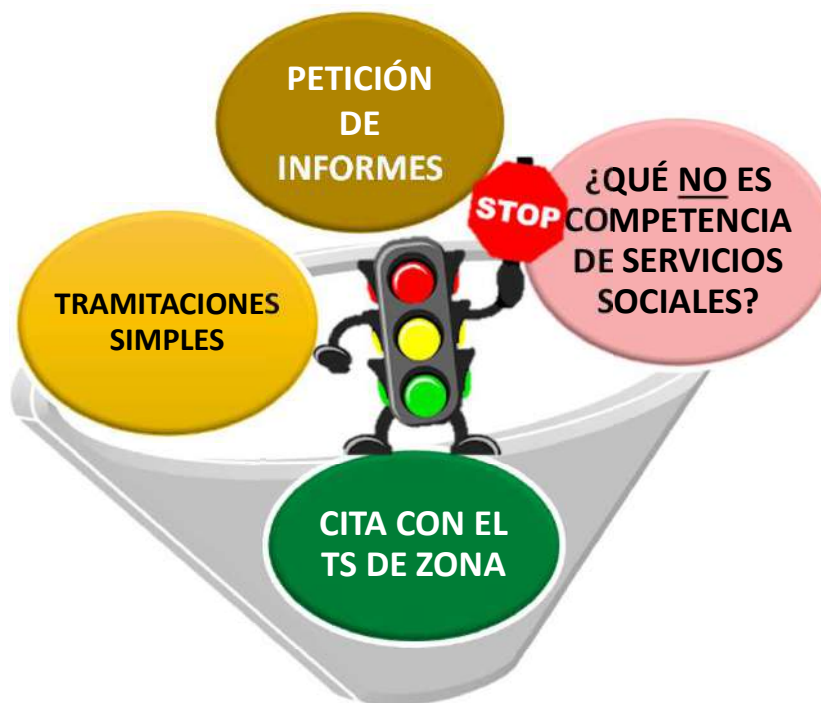 PETICIÓN
DE
INFORMES
STOP
¿QUÉ NO ES
COMPETENCIA
DE SERVICIOS
SOCIALES?
TRAMITACIONES
SIMPLES
CITA CON EL
TS DE ZONA